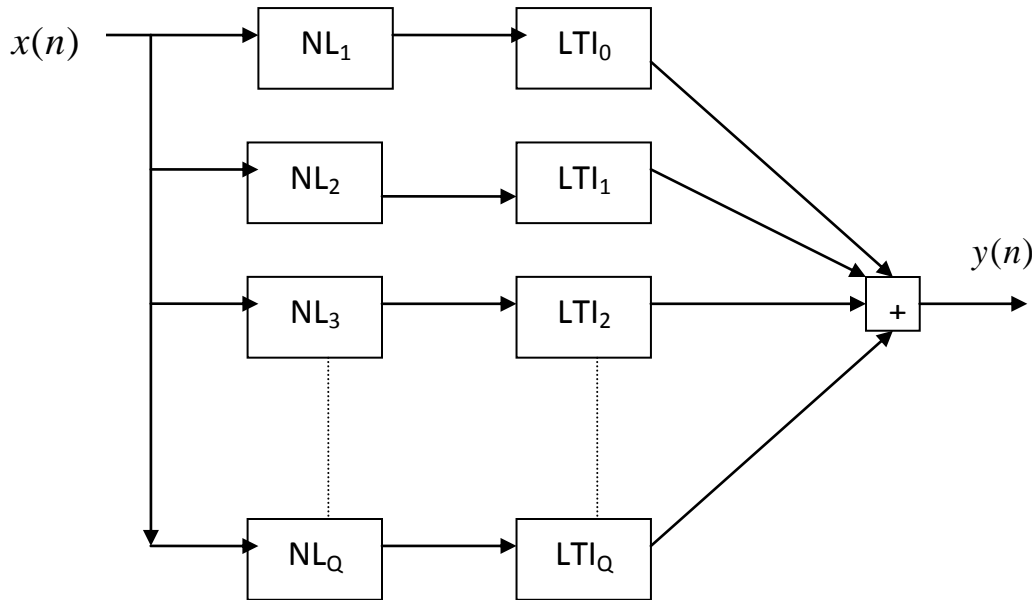 x(n)
NL₁
LTI₀
NL₂
LTI₁
y(n)
NL₃
LTI₂
+
NL_Q
LTI_Q